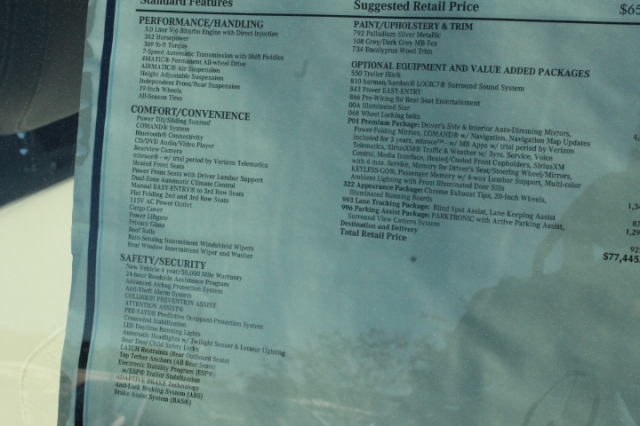 Standard Features
Suggested Retail Price
$65
PERFORMANCE/HANDLING
3.0 Liter V-6 Biturbo Engine with Direct Injection
362 Horsepower
369 lb-ft Torque
7-Speed Automatic Transmission with Shift Paddles
4MATIC® Permanent All-wheel Drive
AIRMATIC® Air Suspension
Height Adjustable Suspension
Independent Front/Rear Suspension
19-Inch Wheels
All-Season Tires
COMFORT/CONVENIENCE
Power Tilt/Sliding Sunroof
COMAND® System
Bluetooth® Connectivity
CD/DVD Audio/Video Player
Rearview Camera
mbrace® - w/ trial period by Verizon Telematics
Heated Front Seats
Power Front Seats with Driver Lumbar Support
Dual-Zone Automatic Climate Control
Manual EASY-ENTRY® to 3rd Row Seats
Flat Folding 2nd and 3rd Row Seats
115V AC Power Outlet
Cargo Cover
Power Liftgate
Privacy Glass
Roof Rails
Rain-Sensing Intermittent Windshield Wipers
Rear Window Intermittent Wiper and Washer
SAFETY/SECURITY
New Vehicle 4 year/50,000 Mile Warranty
24-hour Roadside Assistance Program
Advanced Airbag Protection System
Anti-Theft Alarm System
COLLISION PREVENTION ASSIST
ATTENTION ASSIST®
PRE-SAFE® Predictive Occupant-Protection System
Crosswind Stabilization
LED Daytime Running Lights
Automatic Headlights w/ Twilight Sensor & Locator Lighting
Rear Door Child Safety Locks
LATCH Restraints (Rear Outboard Seats)
Top Tether Anchors (All Rear Seats)
Electronic Stability Program (ESP®)
w/ESP® Trailer Stabilization
ADAPTIVE BRAKE Technology
Anti-Lock Braking System (ABS)
Brake Assist System (BAS®)
PAINT/UPHOLSTERY & TRIM
792 Palladium Silver Metallic
108 Grey/Dark Grey MB-Tex
734 Eucalyptus Wood Trim
OPTIONAL EQUIPMENT AND VALUE ADDED PACKAGES
550 Trailer Hitch
810 harman/kardon® LOGIC7® Surround Sound System
843 Power EASY-ENTRY
866 Pre-Wiring for Rear Seat Entertainment
00A Illuminated Star
06B Wheel Locking bolts
P01 Premium Package: Driver's Side & Interior Auto-Dimming Mirrors,
Power-Folding Mirrors, COMAND® w/ Navigation, Navigation Map Updates
included for 3 years, mbrace™ - w/ MB Apps w/ trial period by Verizon
Telematics, SiriusXM® Traffic & Weather w/ 5yrs. Service, Voice
Control, Media Interface, Heated/Cooled Front Cupholders, SiriusXM
with 6 mos. Service, Memory for Driver's Seat/Steering Wheel/Mirrors,
KEYLESS-GO®, Passenger Memory w/ 4-way Lumbar Support, Multi-color
Ambient Lighting with Front Illuminated Door Sills
322 Appearance Package: Chrome Exhaust Tips, 20-Inch Wheels,
Illuminated Running Boards
993 Lane Tracking Package: Blind Spot Assist, Lane Keeping Assist
996 Parking Assist Package: PARKTRONIC with Active Parking Assist,
Surround View Camera System
Destination and Delivery
Total Retail Price
$77,445